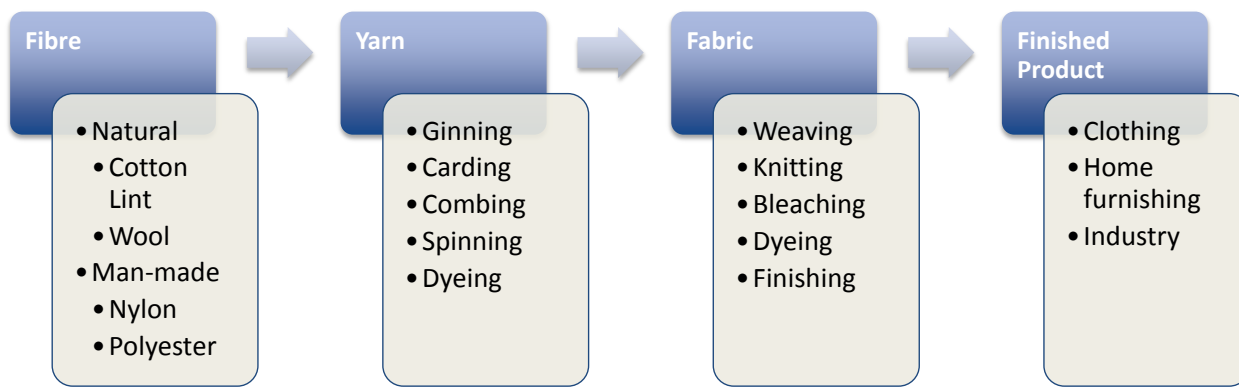 Fibre
• Natural
• Cotton
Lint
• Wool
• Man-made
• Nylon
• Polyester
Yarn
• Ginning
• Carding
• Combing
• Spinning
• Dyeing
Fabric
• Weaving
• Knitting
• Bleaching
• Dyeing
• Finishing
Finished
Product
• Clothing
• Home
furnishing
• Industry